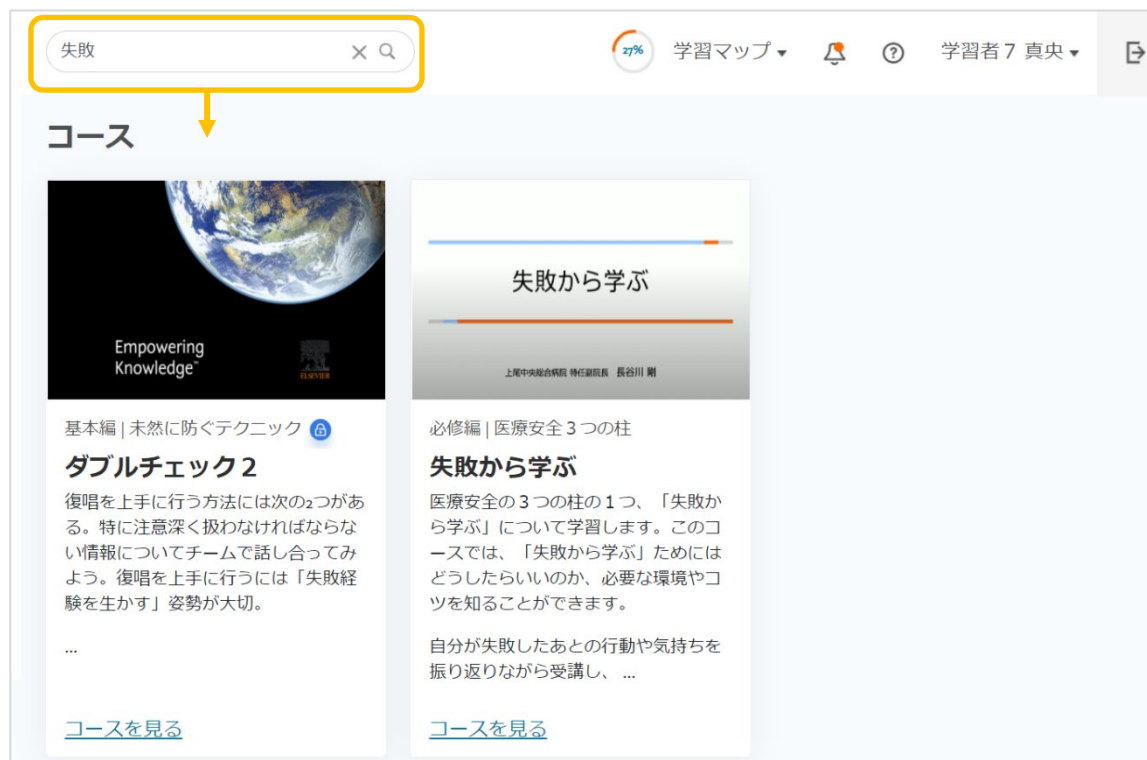 失敗
27%
学習マップ
学習者７ 真央
コース
Empowering
Knowledge™
ELSEVIER
失敗から学ぶ
上尾中央総合病院 特任副院長 長谷川 剛
基本編 | 未然に防ぐテクニック
ダブルチェック２
復唱を上手に行う方法には次の2つがあ
る。特に注意深く扱わなければならな
い情報についてチームで話し合ってみ
よう。復唱を上手に行うには「失敗経
験を生かす」姿勢が大切。
...
コースを見る
必修編 | 医療安全３つの柱
失敗から学ぶ
医療安全の３つの柱の１つ、「失敗か
ら学ぶ」について学習します。このコ
ースでは、「失敗から学ぶ」ためには
どうしたらいいのか、必要な環境やコ
ツを知ることができます。
自分が失敗したあとの行動や気持ちを
振り返りながら受講し、 ...
コースを見る